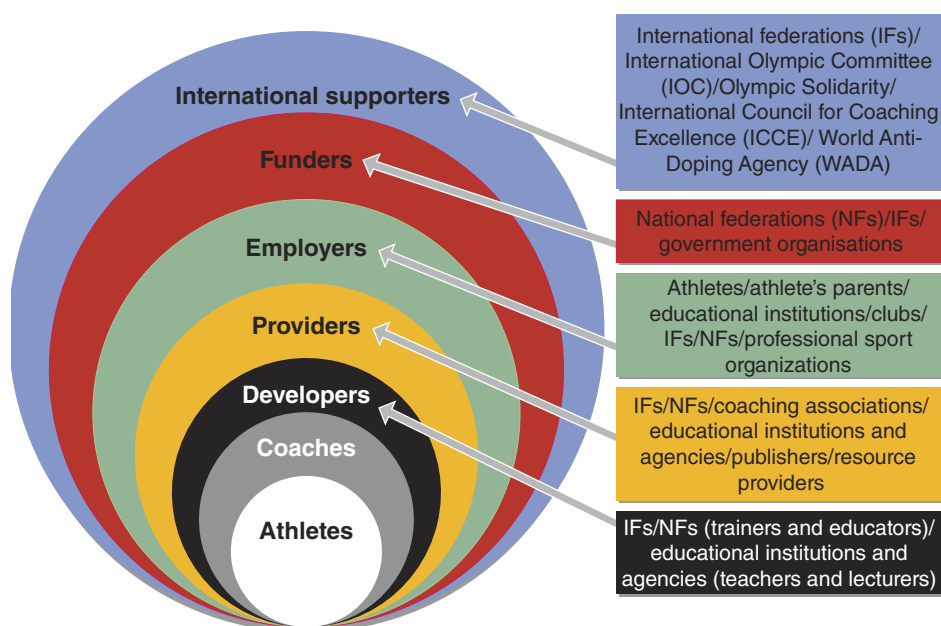 International supporters
Funders
Employers
Providers
Developers
Coaches
Athletes
International federations (IFs)/
International Olympic Committee
(IOC)/Olympic Solidarity/
International Council for Coaching
Excellence (ICCE)/ World Anti-
Doping Agency (WADA)
National federations (NFs)/IFs/
government organisations
Athletes/athlete's parents/
educational institutions/clubs/
IFs/NFs/professional sport
organizations
IFs/NFs/coaching associations/
educational institutions and
agencies/publishers/resource
providers
IFs/NFs (trainers and educators)/
educational institutions and
agencies (teachers and lecturers)